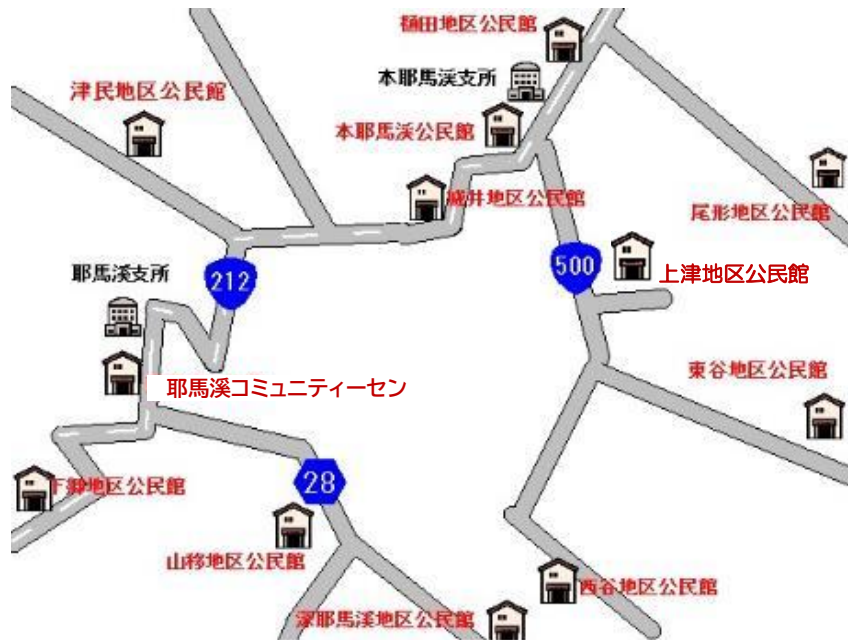 樋田地区公民館
本耶馬渓支所
津民地区公民館
本耶馬渓公民館
城井地区公民館
尾形地区公民館
500
上津地区公民館
耶馬渓支所
212
東谷地区公民館
耶馬渓コミュニティーセン
28
下郷地区公民館
山移地区公民館
西谷地区公民館
深耶馬渓地区公民館